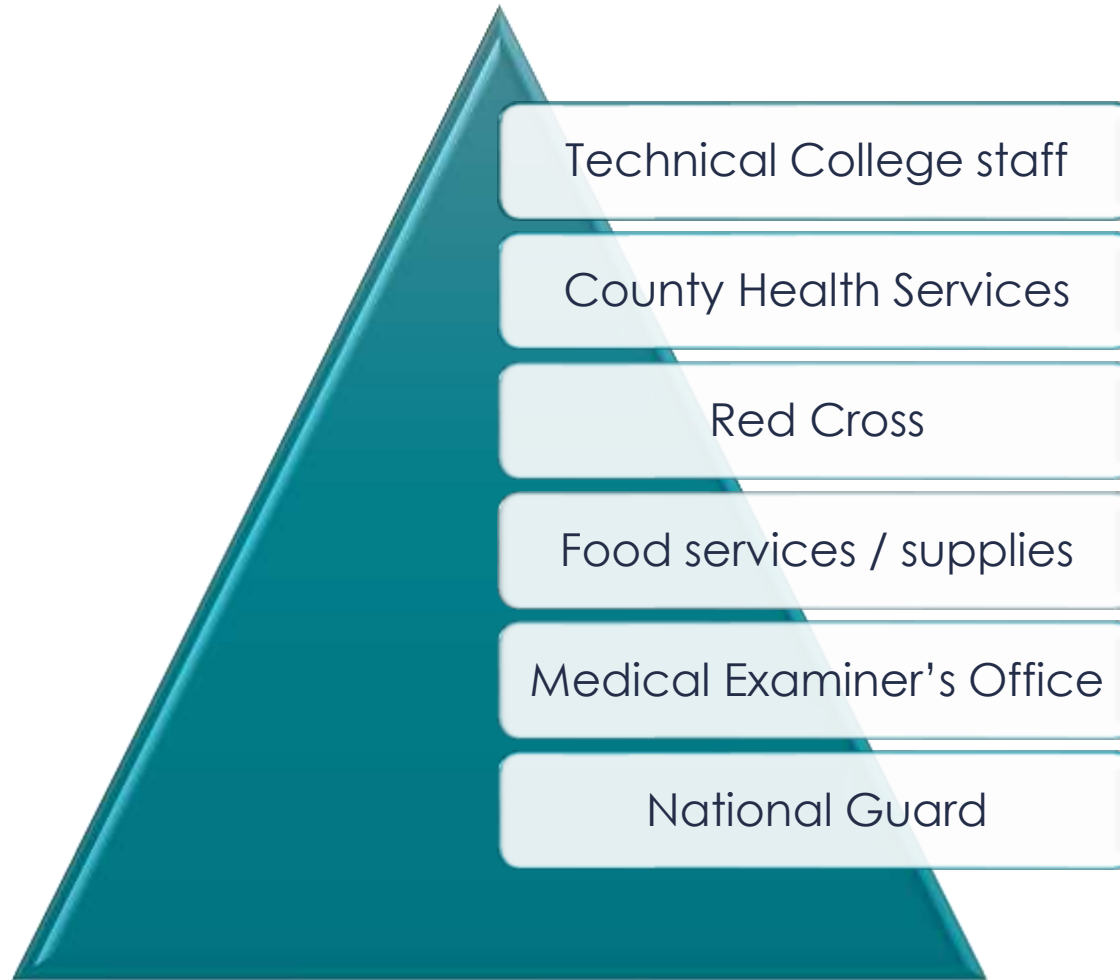 Technical College staff
County Health Services
Red Cross
Food services / supplies
Medical Examiner’s Office
National Guard